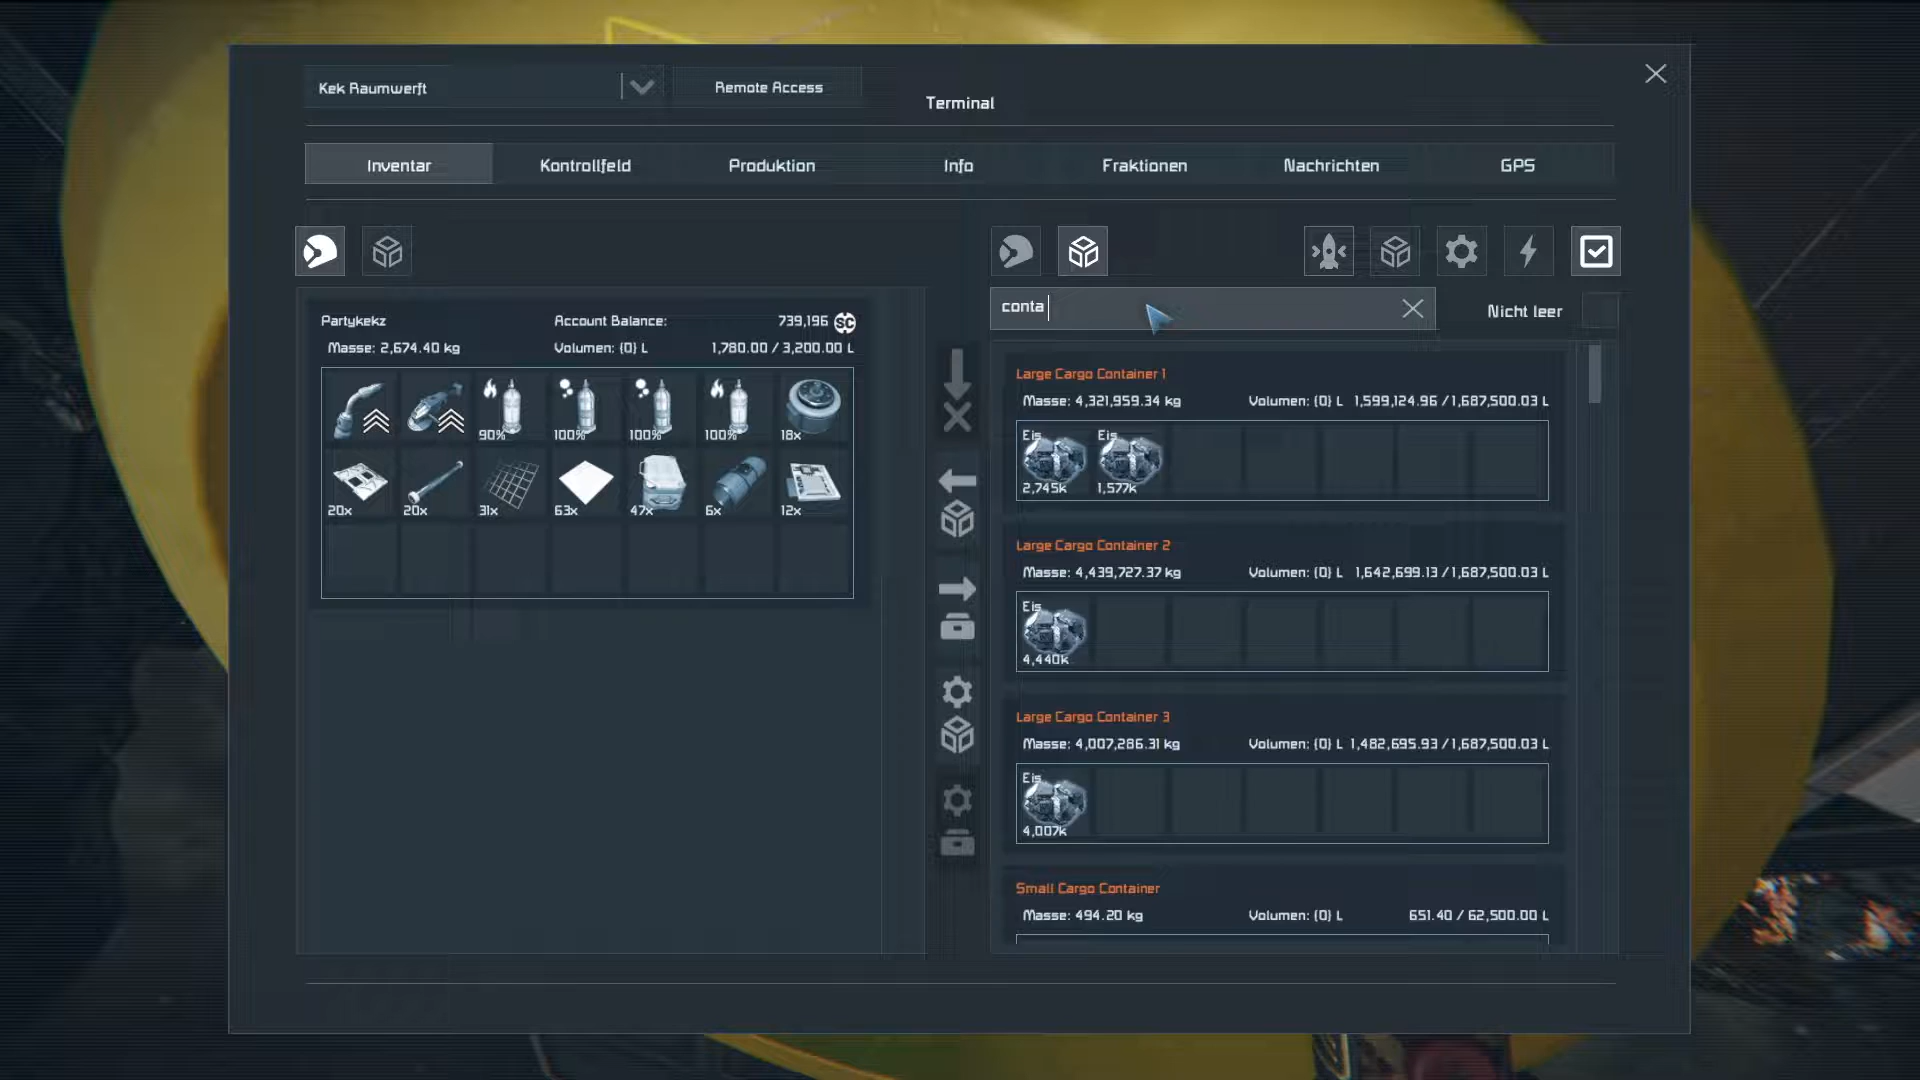 Kek Raumwerft
Remote Access
Terminal
Inventar
Kontrollfeld
Produktion
Info
Fraktionen
Nachrichten
GPS
Partykekz
Account Balance:
739,196 SC
Masse: 2,674.40 kg
Volumen: (0) L
1,780.00 / 3,200.00 L
90%
100%
100%
100%
18x
20x
20x
31x
63x
47x
6x
12x
conta
Nicht leer
Large Cargo Container 1
Masse: 4,321,959.34 kg
Volumen: (0) L 1,599,124.96 / 1,687,500.03 L
Eis
Eis
2,745k
1,577k
Large Cargo Container 2
Masse: 4,439,727.37 kg
Volumen: (0) L 1,642,699.13 / 1,687,500.03 L
Eis
4,440k
Large Cargo Container 3
Masse: 4,007,286.31 kg
Volumen: (0) L 1,482,695.93 / 1,687,500.03 L
Eis
4,007k
Small Cargo Container
Masse: 494.20 kg
Volumen: (0) L
651.40 / 62,500.00 L